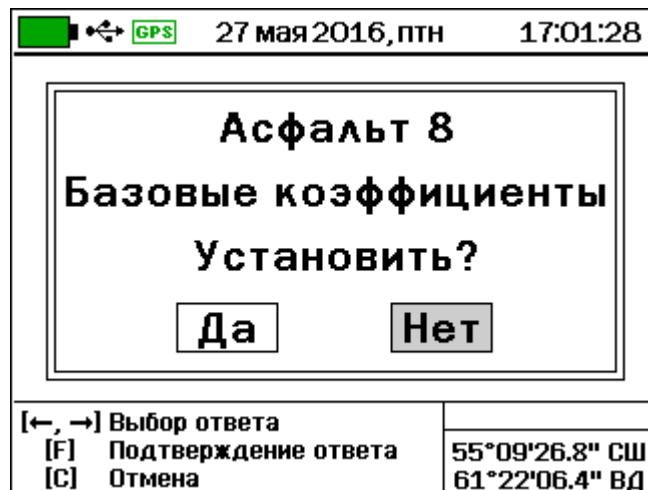 GPS 27 мая 2016, птн 17:01:28
Асфальт 8
Базовые коэффициенты
Установить?
Да Нет
[←, →] Выбор ответа
[F] Подтверждение ответа
[C] Отмена
55°09'26.8" СШ
61°22'06.4" ВД